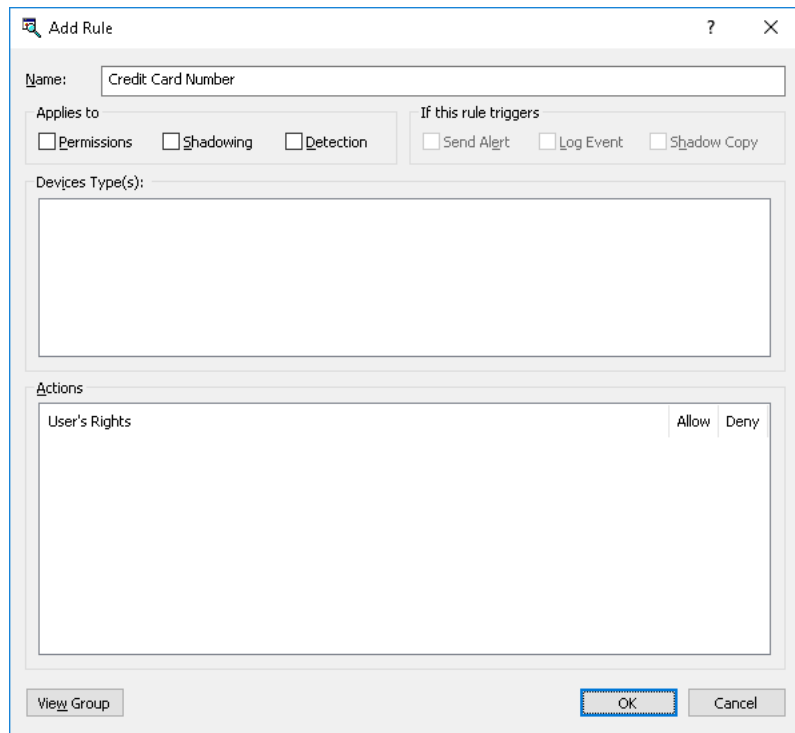 Add Rule
Name: Credit Card Number
Applies to
Permissions Shadowing Detection
If this rule triggers
Send Alert Log Event Shadow Copy
Devices Type(s):
Actions
User's Rights Allow Deny
View Group OK Cancel